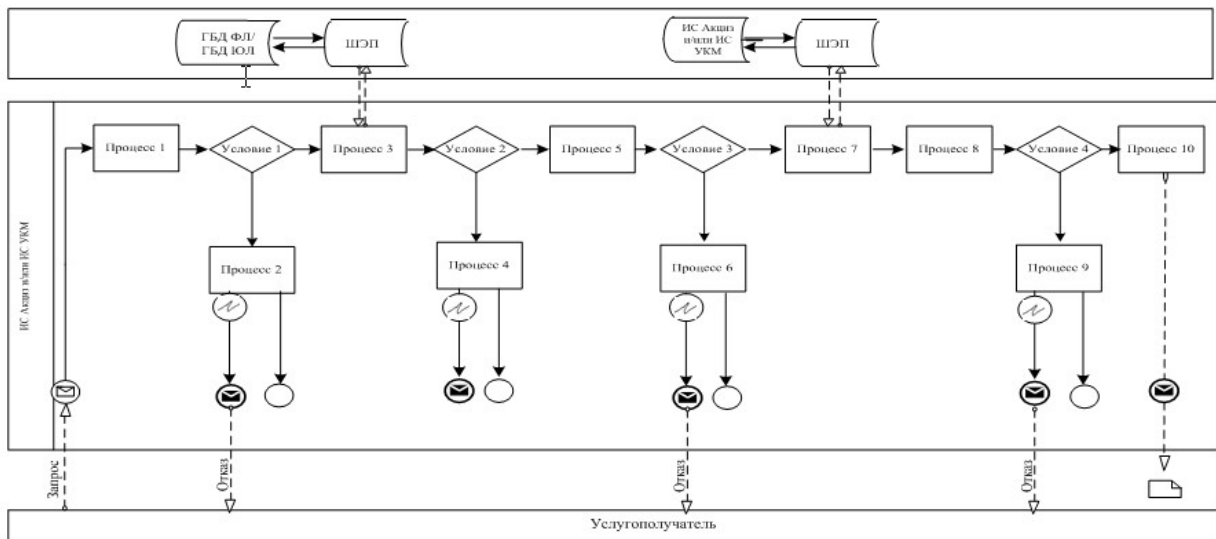 ГБД ФЛ/
ГБД ЮЛ
ШЭП
ИС Акциз
и/или ИС
УКМ
ШЭП
ИС Акциз и/или ИС УКМ
Процесс 1
Условие 1
Процесс 3
Условие 2
Процесс 5
Условие 3
Процесс 7
Процесс 8
Условие 4
Процесс 10
Процесс 2
Процесс 4
Процесс 6
Процесс 9
Запрос
Отказ
Отказ
Отказ
Услугополучатель